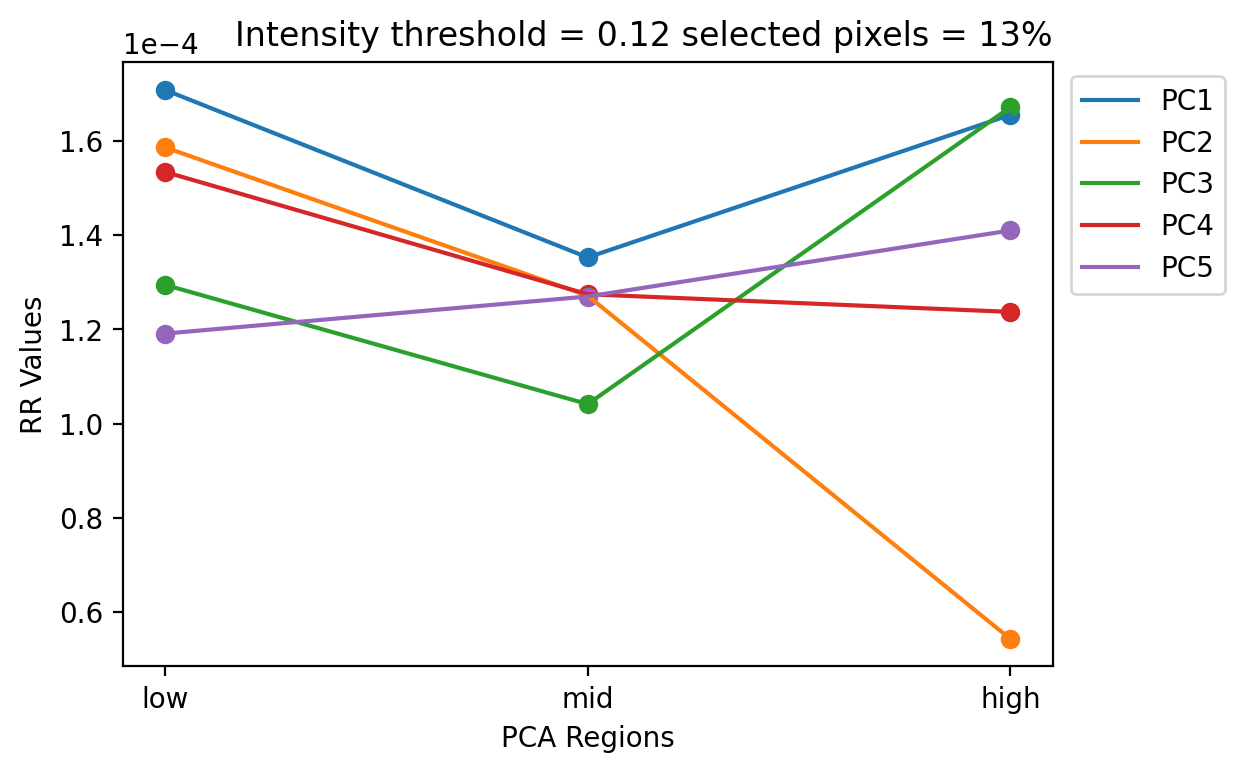 Intensity threshold = 0.12 selected pixels = 13%
1e−4
1.6
1.4
1.2
1.0
0.8
0.6
RR Values
low
mid
high
PCA Regions
PC1
PC2
PC3
PC4
PC5